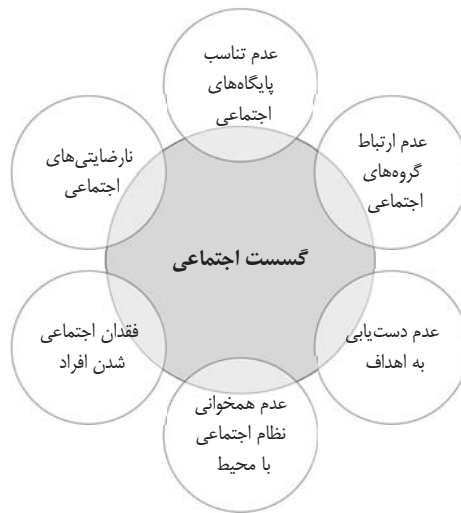 عدم تناسب
پایگاه‌های
اجتماعی
عدم ارتباط
گروه‌های
اجتماعی
نارضایتی‌های
اجتماعی
گسست اجتماعی
عدم دست‌یابی
به اهداف
فقدان اجتماعی
شدن افراد
عدم همخوانی
نظام اجتماعی
با محیط